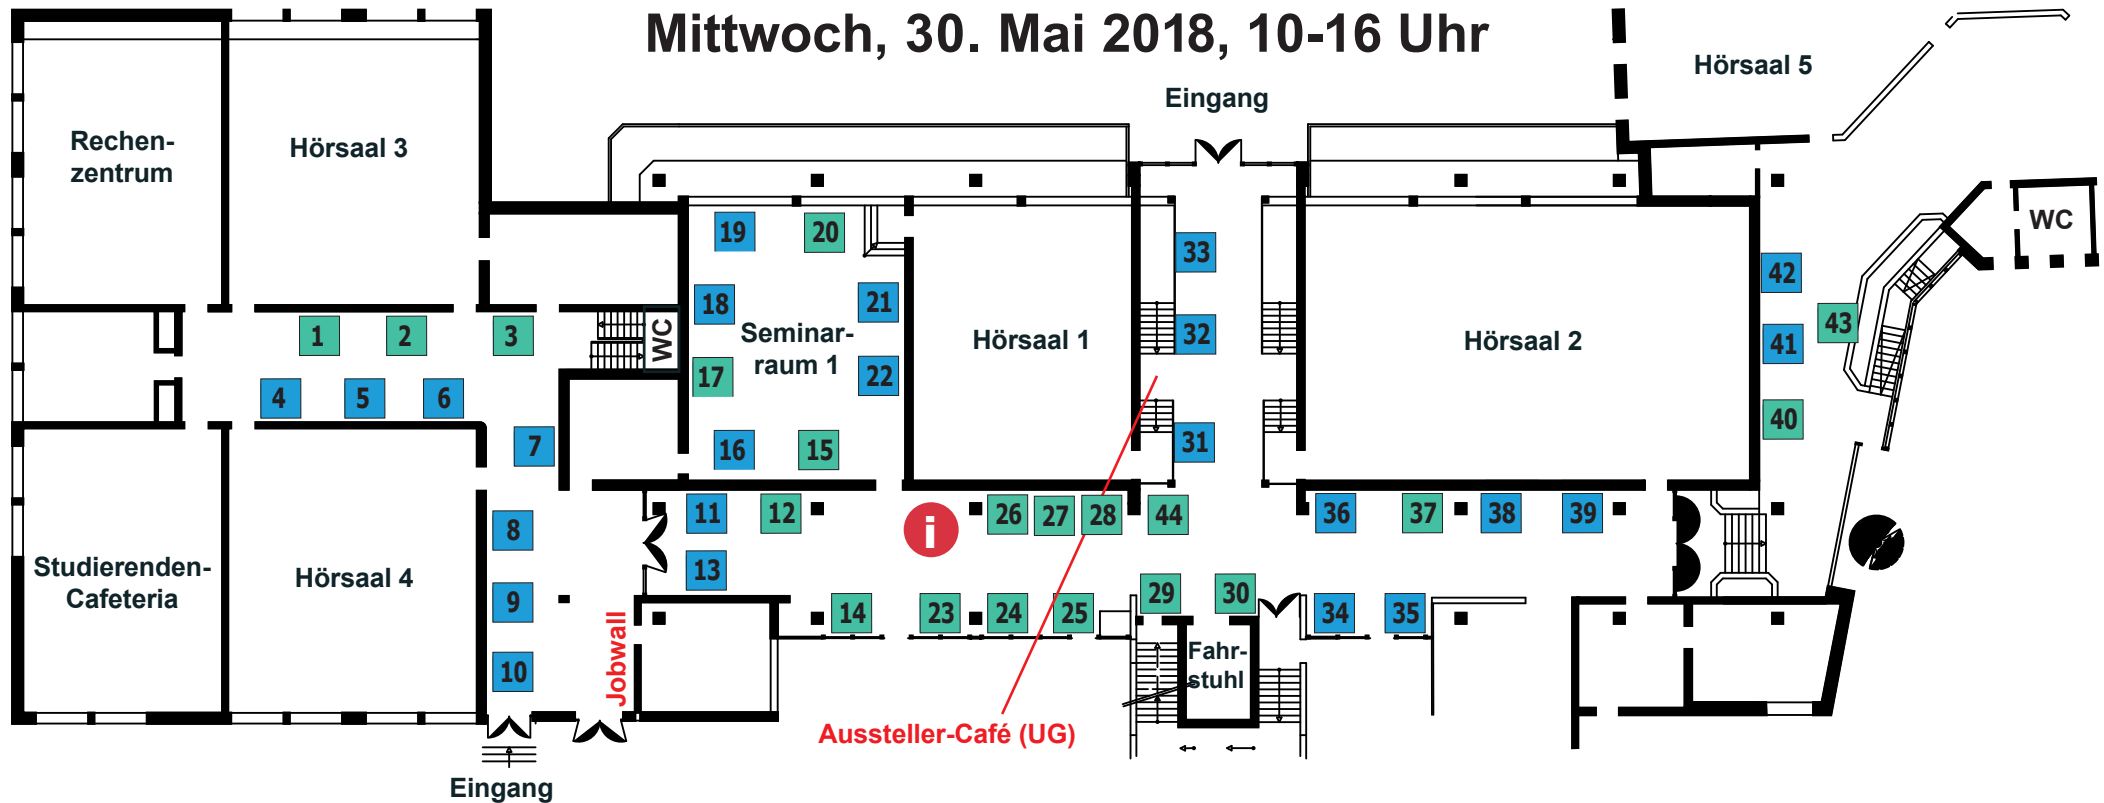 Mittwoch, 30. Mai 2018, 10-16 Uhr
Hörsaal 5
Eingang
Rechen-
zentrum
Hörsaal 3
WC
19
20
33
42
18
21
43
1
2
3
WC
Seminar-
raum 1
Hörsaal 1
32
Hörsaal 2
41
17
22
4
5
6
40
7
16
15
31
8
11
12
i
26
27
28
44
36
37
38
39
Studierenden-
Cafeteria
Hörsaal 4
13
9
14
23
24
25
29
30
34
35
10
Jobwall
Fahr-
stuhl
Aussteller-Café (UG)
Eingang